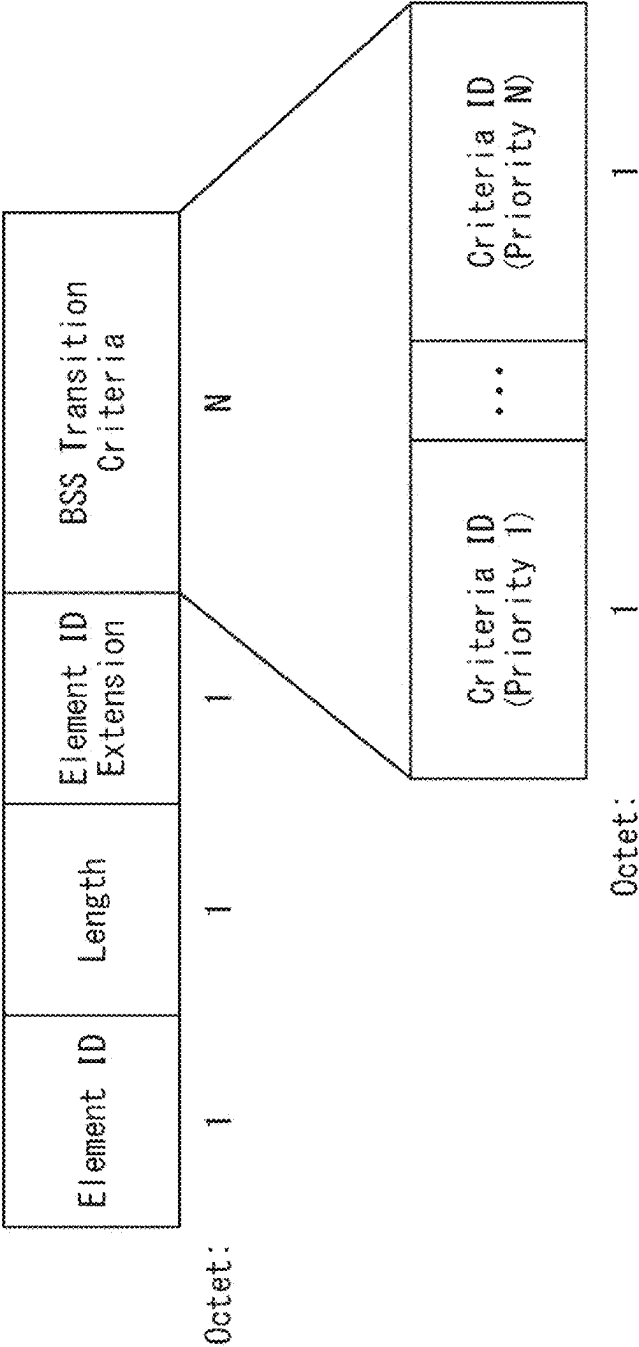 Element ID
Length
Element ID
Extension
BSS Transition
Criteria
Octet:
1
1
1
N
Criteria ID
(Priority 1)
...
Criteria ID
(Priority N)
Octet:
1
1